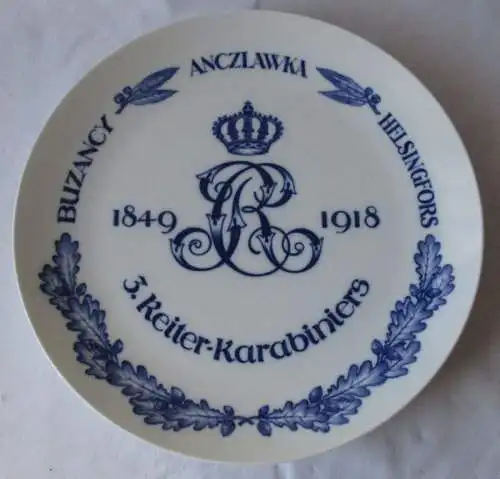 BUZANCY
ANCZLAWKA
HELSINGFORS
1849 1918
3. Reiter-Karabiniers